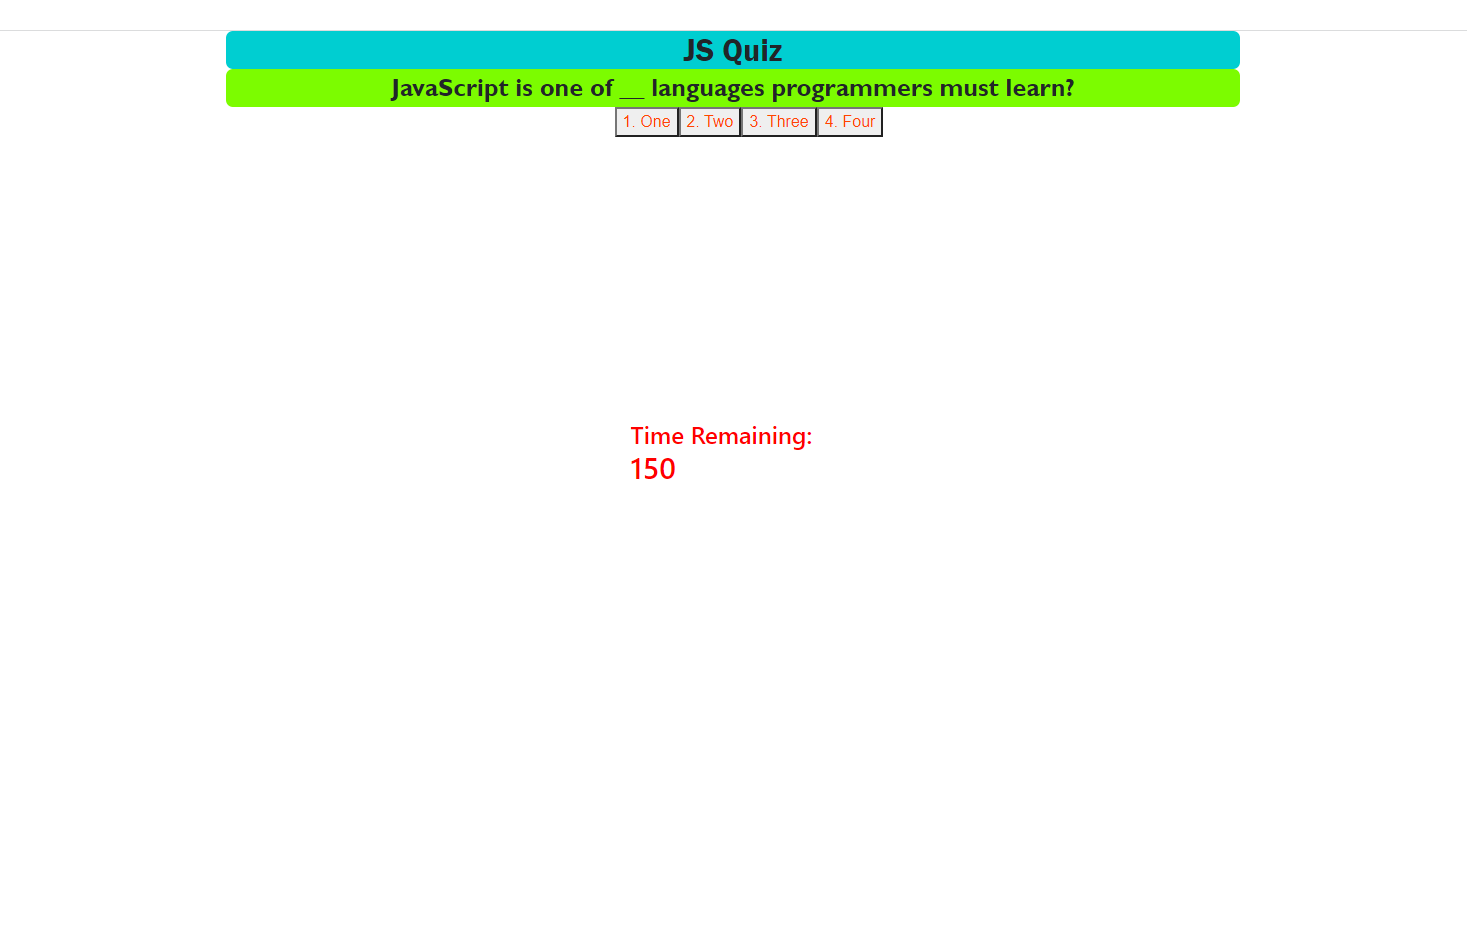 JS Quiz
JavaScript is one of __ languages programmers must learn?
1. One 2. Two 3. Three 4. Four
Time Remaining:
150